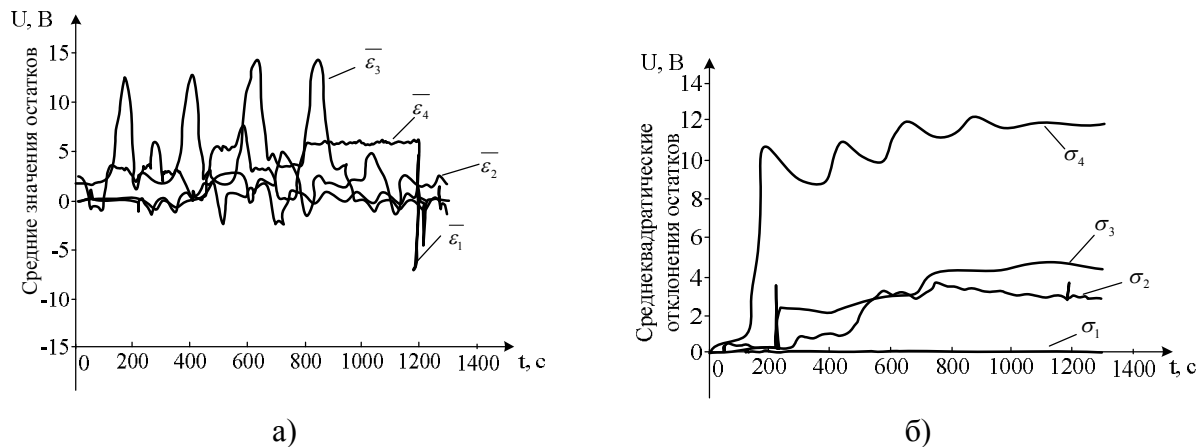 U, В
Средние значения остатков
15
10
5
0
-5
-10
-15
0 200 400 600 800 1000 1200 1400
t, с
ε̅₃
ε̅₄
ε̅₂
ε̅₁
а)
U, В
Среднеквадратические
отклонения остатков
14
12
10
8
6
4
2
0
0 200 400 600 800 1000 1200 1400
t, с
σ₄
σ₃
σ₂
σ₁
б)